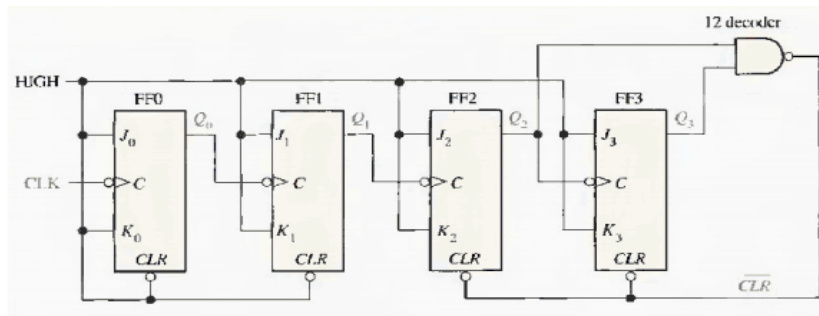 12 decoder
HIGH
FF0 FF1 FF2 FF3
Q0 Q1 Q2 Q3
J0 J1 J2 J3
CLK C C C C
K0 K1 K2 K3
CLR CLR CLR CLR
CLR